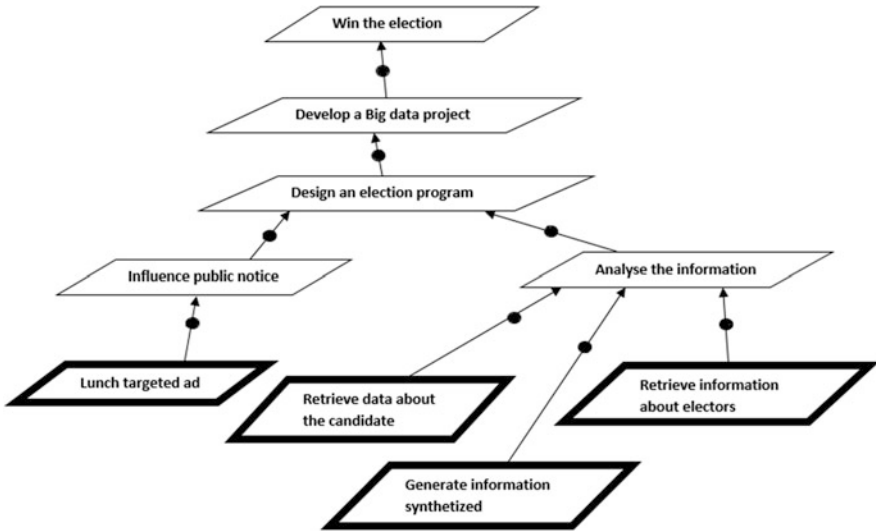 Win the election
Develop a Big data project
Design an election program
Influence public notice
Analyse the information
Lunch targeted ad
Retrieve data about
the candidate
Retrieve information
about electors
Generate information
synthetized